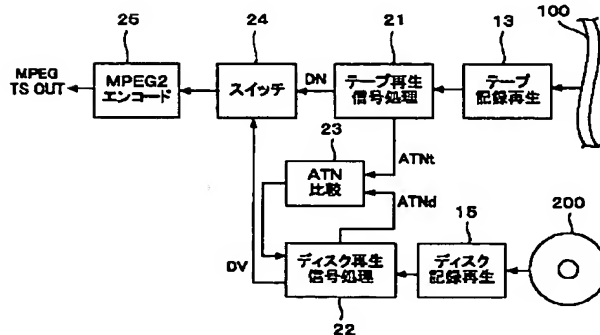 25
24
21
13
100
MPEG
TS OUT
MPEG2
エンコード
スイッチ
DN
テープ再生
信号処理
テープ
記録再生
23
ATN
比較
ATNt
ATNd
15
200
DV
ディスク再生
信号処理
ディスク
記録再生
22